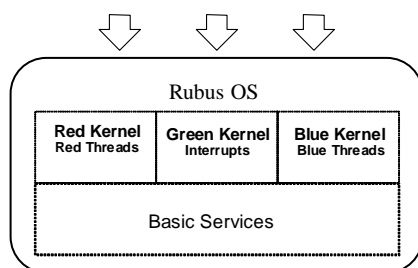 Rubus OS
Red Kernel
Red Threads
Green Kernel
Interrupts
Blue Kernel
Blue Threads
Basic Services